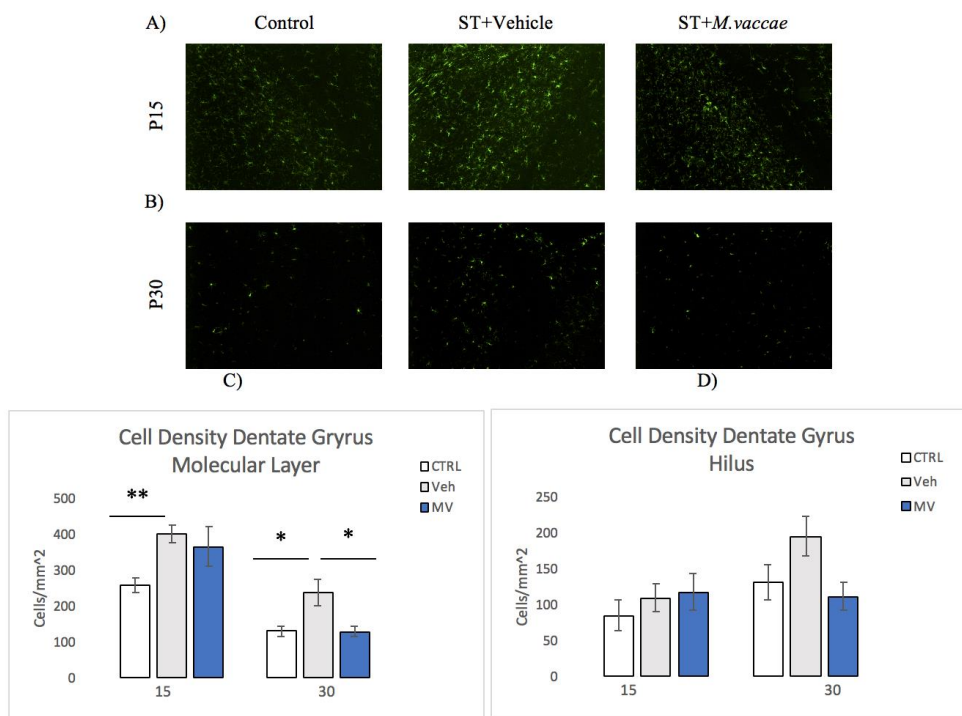 A) Control ST+Vehicle ST+M.vaccae
P15
B)
P30
C) D)
Cell Density Dentate Gryrus
Molecular Layer
CTRL
Veh
MV
Cells/mm^2
500
400
300
200
100
0
**
*
*
15 30
Cell Density Dentate Gyrus
Hilus
CTRL
Veh
MV
Cells/mm^2
250
200
150
100
50
0
15 30